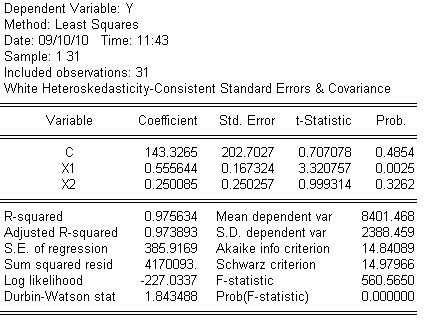 Dependent Variable: Y
Method: Least Squares
Date: 09/10/10 Time: 11:43
Sample: 1 31
Included observations: 31
White Heteroskedasticity-Consistent Standard Errors & Covariance
Variable Coefficient Std. Error t-Statistic Prob.
C 143.3265 202.7027 0.707078 0.4854
X1 0.555644 0.167324 3.320757 0.0025
X2 0.250085 0.250257 0.999314 0.3262
R-squared 0.975634 Mean dependent var 8401.468
Adjusted R-squared 0.973893 S.D. dependent var 2388.459
S.E. of regression 385.9169 Akaike info criterion 14.84089
Sum squared resid 4170093. Schwarz criterion 14.97966
Log likelihood -227.0337 F-statistic 560.5650
Durbin-Watson stat 1.843488 Prob(F-statistic) 0.000000